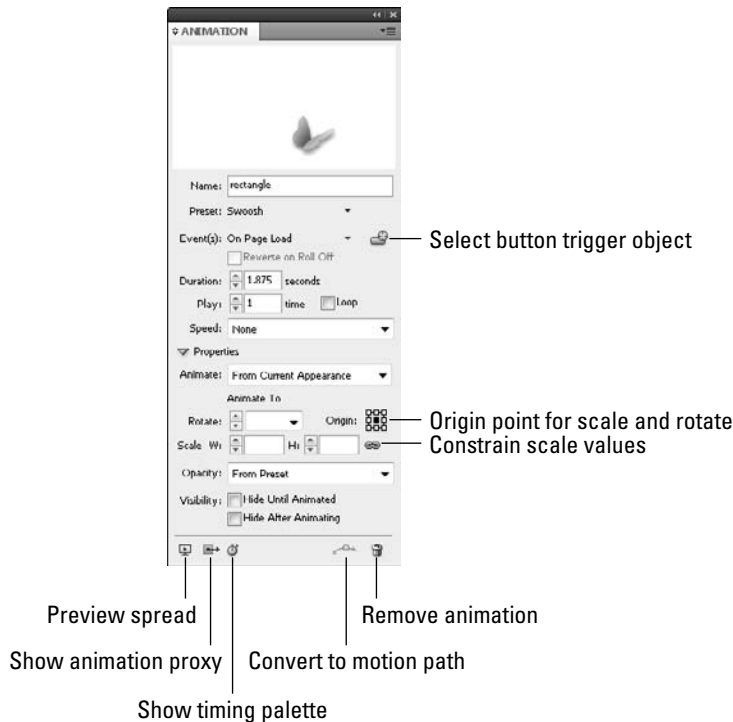 ANIMATION
Name: rectangle
Preset: Swoosh
Event(s): On Page Load
Select button trigger object
Reverse on Roll Off
Duration: 1.875 seconds
Play: 1 time Loop
Speed: None
Properties
Animate: From Current Appearance
Animate To
Rotate: Origin:
Origin point for scale and rotate
Scale W: H:
Constrain scale values
Opacity: From Preset
Visibility: Hide Until Animated
Hide After Animating
Preview spread
Remove animation
Show animation proxy
Convert to motion path
Show timing palette